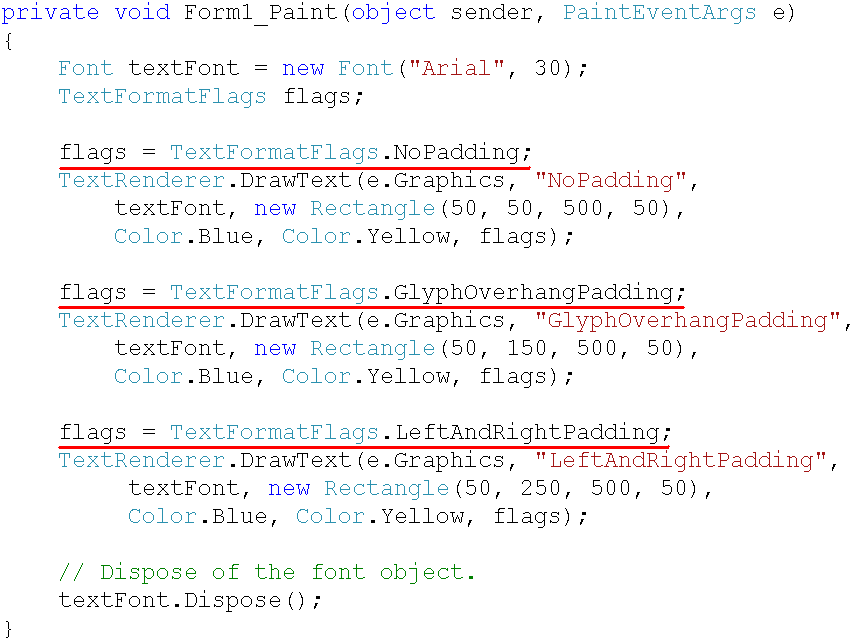 private void Form1_Paint(object sender, PaintEventArgs e)
{
    Font textFont = new Font("Arial", 30);
    TextFormatFlags flags;

    flags = TextFormatFlags.NoPadding;
    TextRenderer.DrawText(e.Graphics, "NoPadding",
        textFont, new Rectangle(50, 50, 500, 50),
        Color.Blue, Color.Yellow, flags);

    flags = TextFormatFlags.GlyphOverhangPadding;
    TextRenderer.DrawText(e.Graphics, "GlyphOverhangPadding",
        textFont, new Rectangle(50, 150, 500, 50),
        Color.Blue, Color.Yellow, flags);

    flags = TextFormatFlags.LeftAndRightPadding;
    TextRenderer.DrawText(e.Graphics, "LeftAndRightPadding",
         textFont, new Rectangle(50, 250, 500, 50),
         Color.Blue, Color.Yellow, flags);

    // Dispose of the font object.
    textFont.Dispose();
}